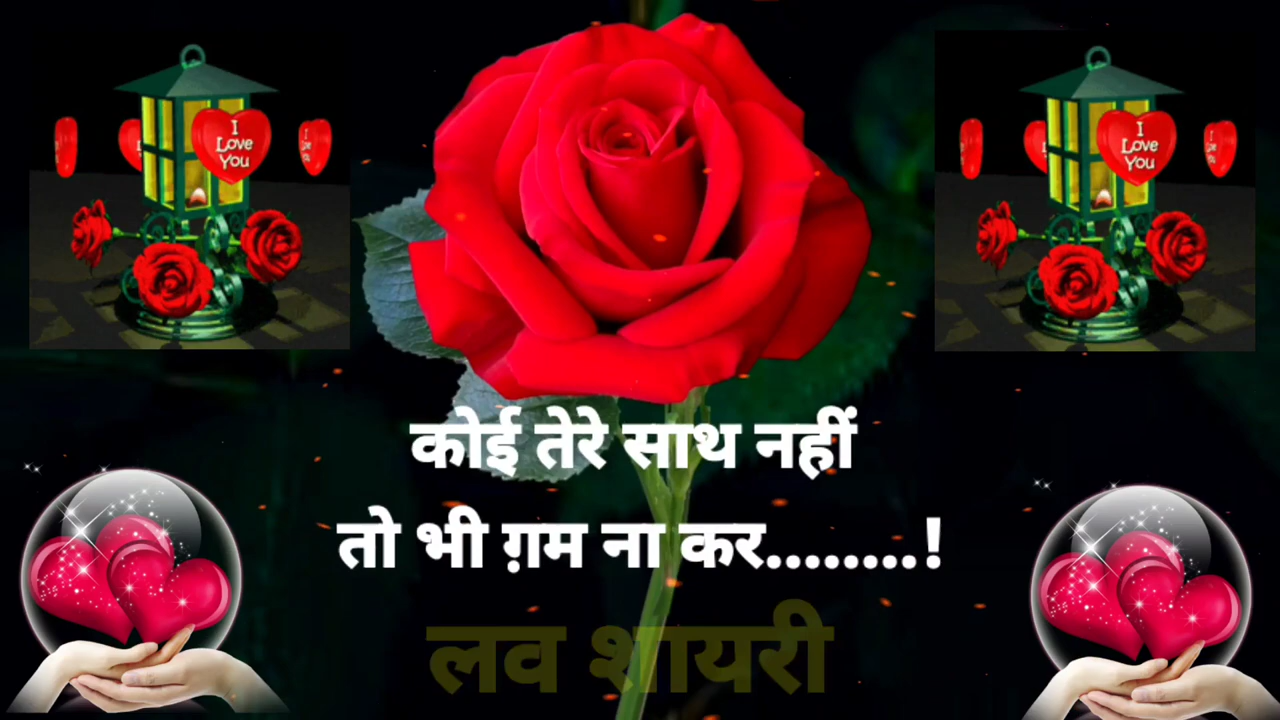 I
Love
You
I
Love
You
कोई तेरे साथ नहीं
तो भी ग़म ना कर........!
लव शायरी